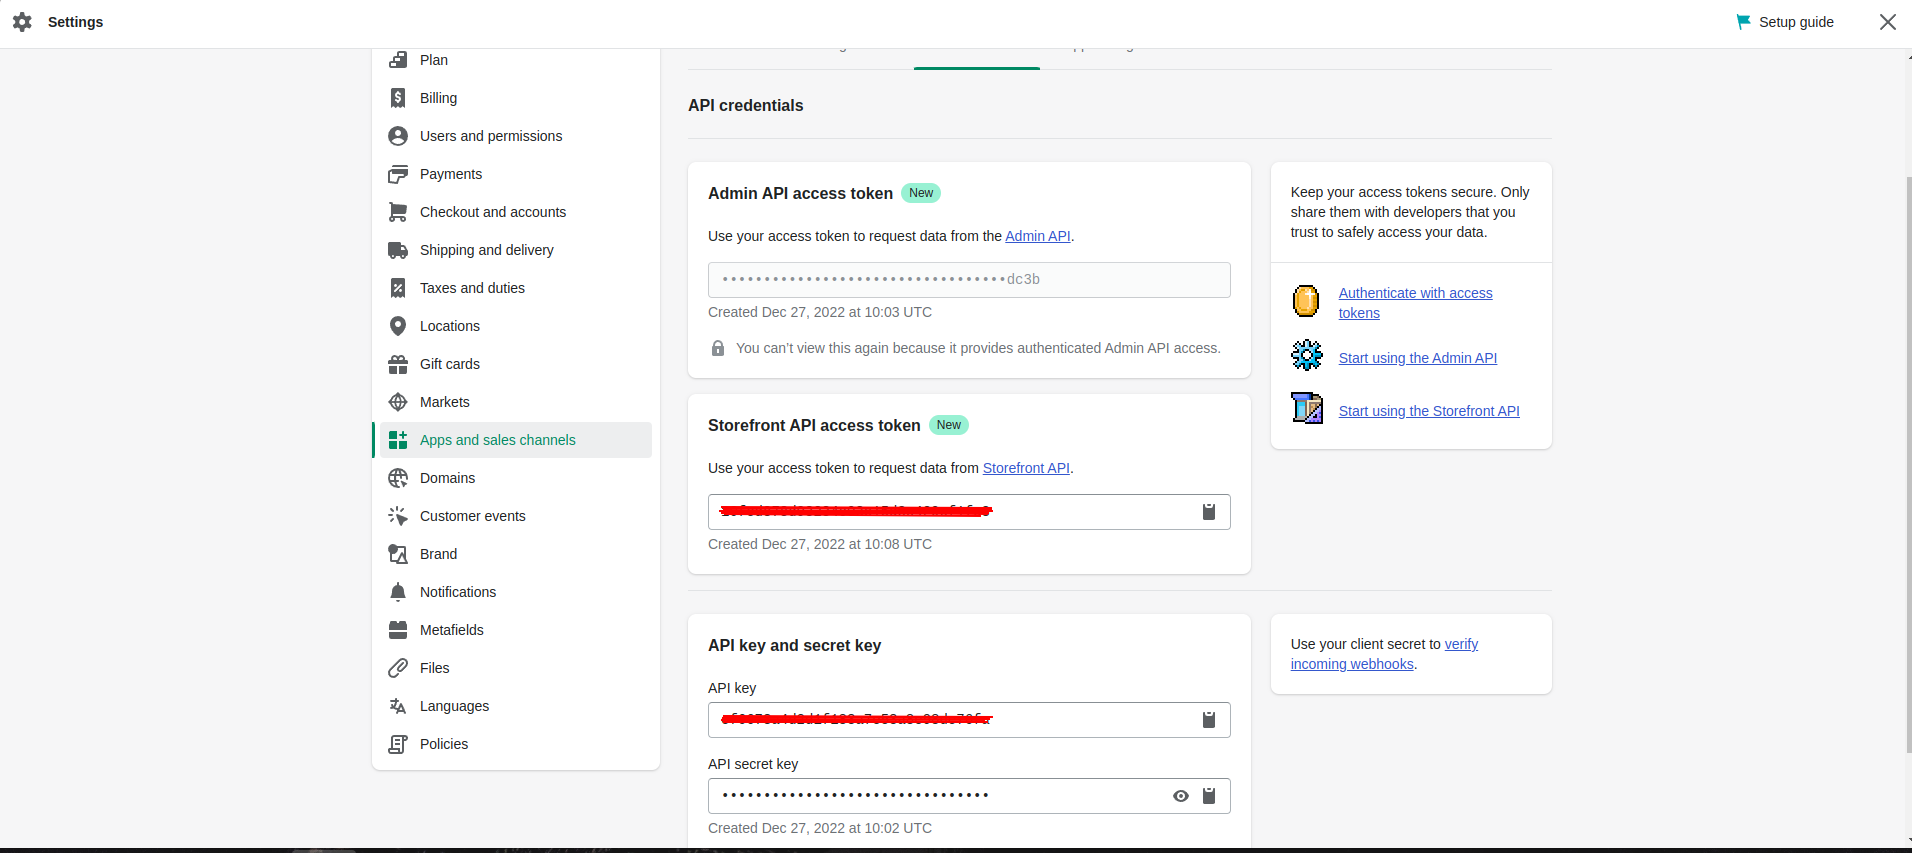 Settings
Setup guide
Plan
Billing
Users and permissions
Payments
Checkout and accounts
Shipping and delivery
Taxes and duties
Locations
Gift cards
Markets
Apps and sales channels
Domains
Customer events
Brand
Notifications
Metafields
Files
Languages
Policies
API credentials
Admin API access token New
Use your access token to request data from the Admin API.
••••••••••••••••••••••••••••••••••dc3b
Created Dec 27, 2022 at 10:03 UTC
You can't view this again because it provides authenticated Admin API access.
Storefront API access token New
Use your access token to request data from Storefront API.
Created Dec 27, 2022 at 10:08 UTC
API key and secret key
API key
API secret key
••••••••••••••••••••••••••••••••
Created Dec 27, 2022 at 10:02 UTC
Keep your access tokens secure. Only
share them with developers that you
trust to safely access your data.
Authenticate with access
tokens
Start using the Admin API
Start using the Storefront API
Use your client secret to verify
incoming webhooks.